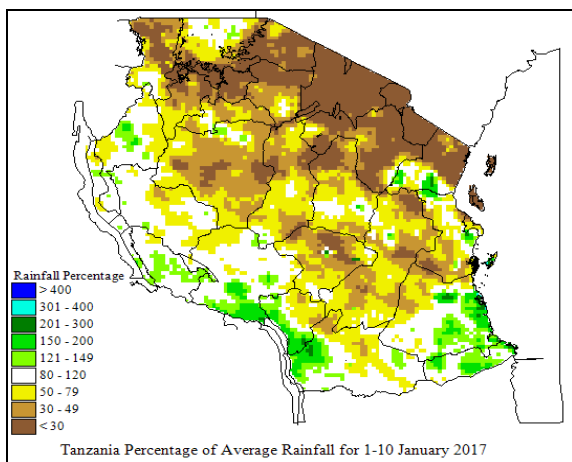 Rainfall Percentage
> 400
301 - 400
201 - 300
150 - 200
121 - 149
80 - 120
50 - 79
30 - 49
< 30
Tanzania Percentage of Average Rainfall for 1-10 January 2017